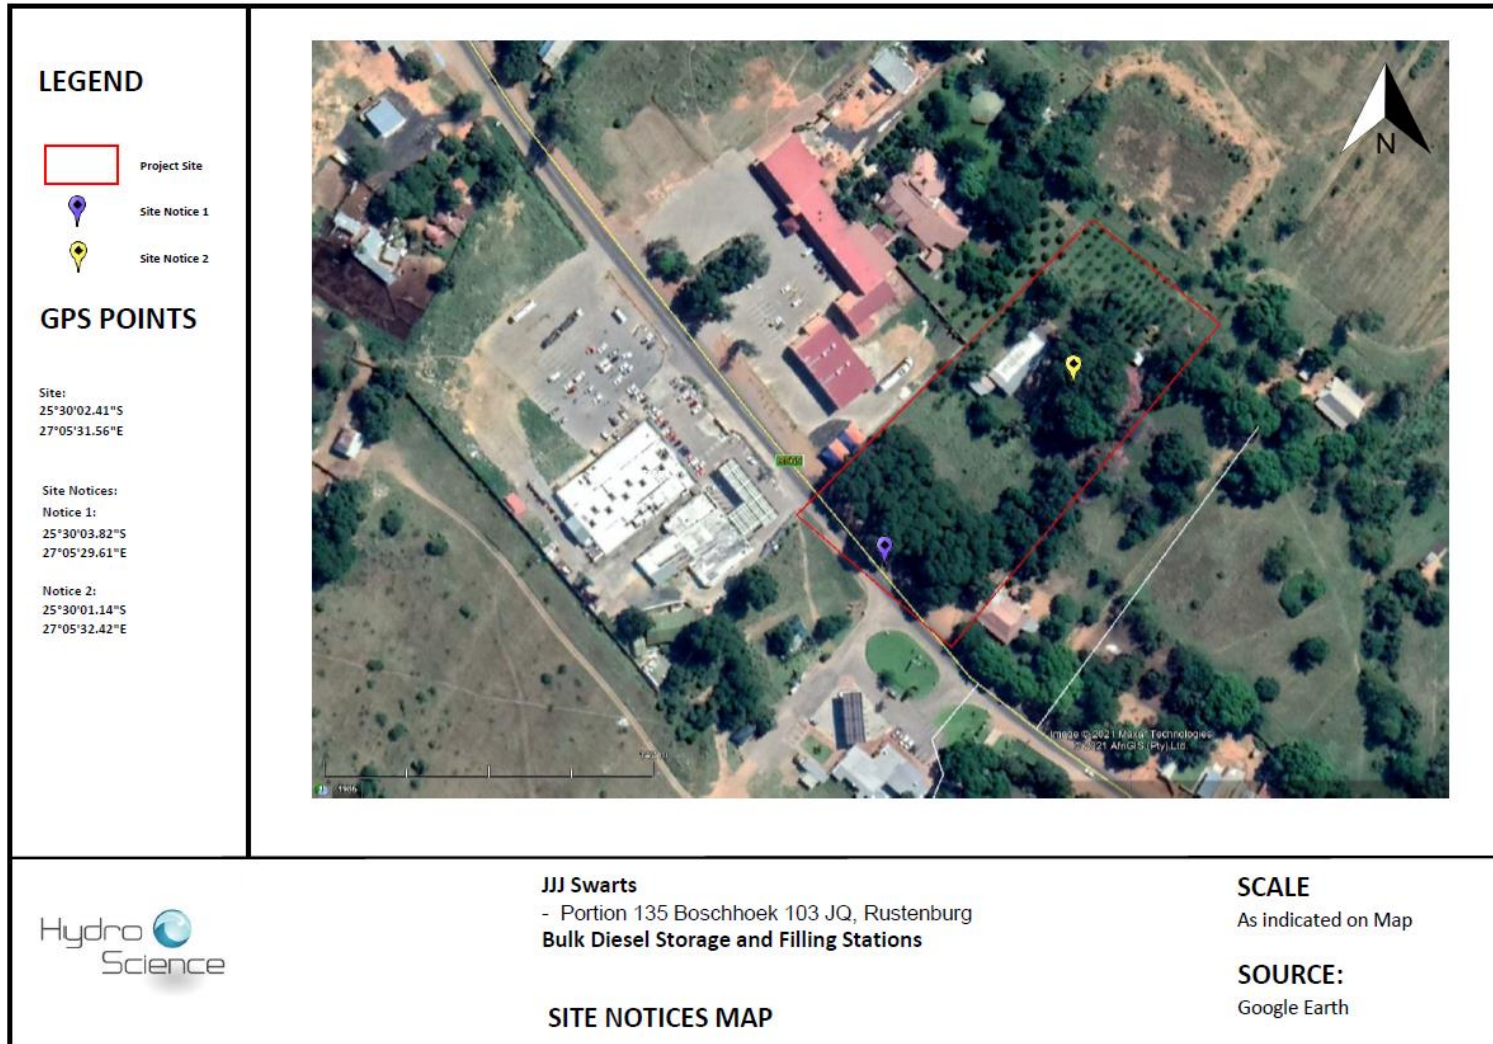 LEGEND
Project Site
Site Notice 1
Site Notice 2
GPS POINTS
Site:
25°30'02.41"S
27°05'31.56"E
Site Notices:
Notice 1:
25°30'03.82"S
27°05'29.61"E
Notice 2:
25°30'01.14"S
27°05'32.42"E
N
Image © 2021 Maxar Technologies
© 2021 AfriGIS (Pty) Ltd.
Hydro
Science
JJJ Swarts
- Portion 135 Boschhoek 103 JQ, Rustenburg
Bulk Diesel Storage and Filling Stations
SITE NOTICES MAP
SCALE
As indicated on Map
SOURCE:
Google Earth